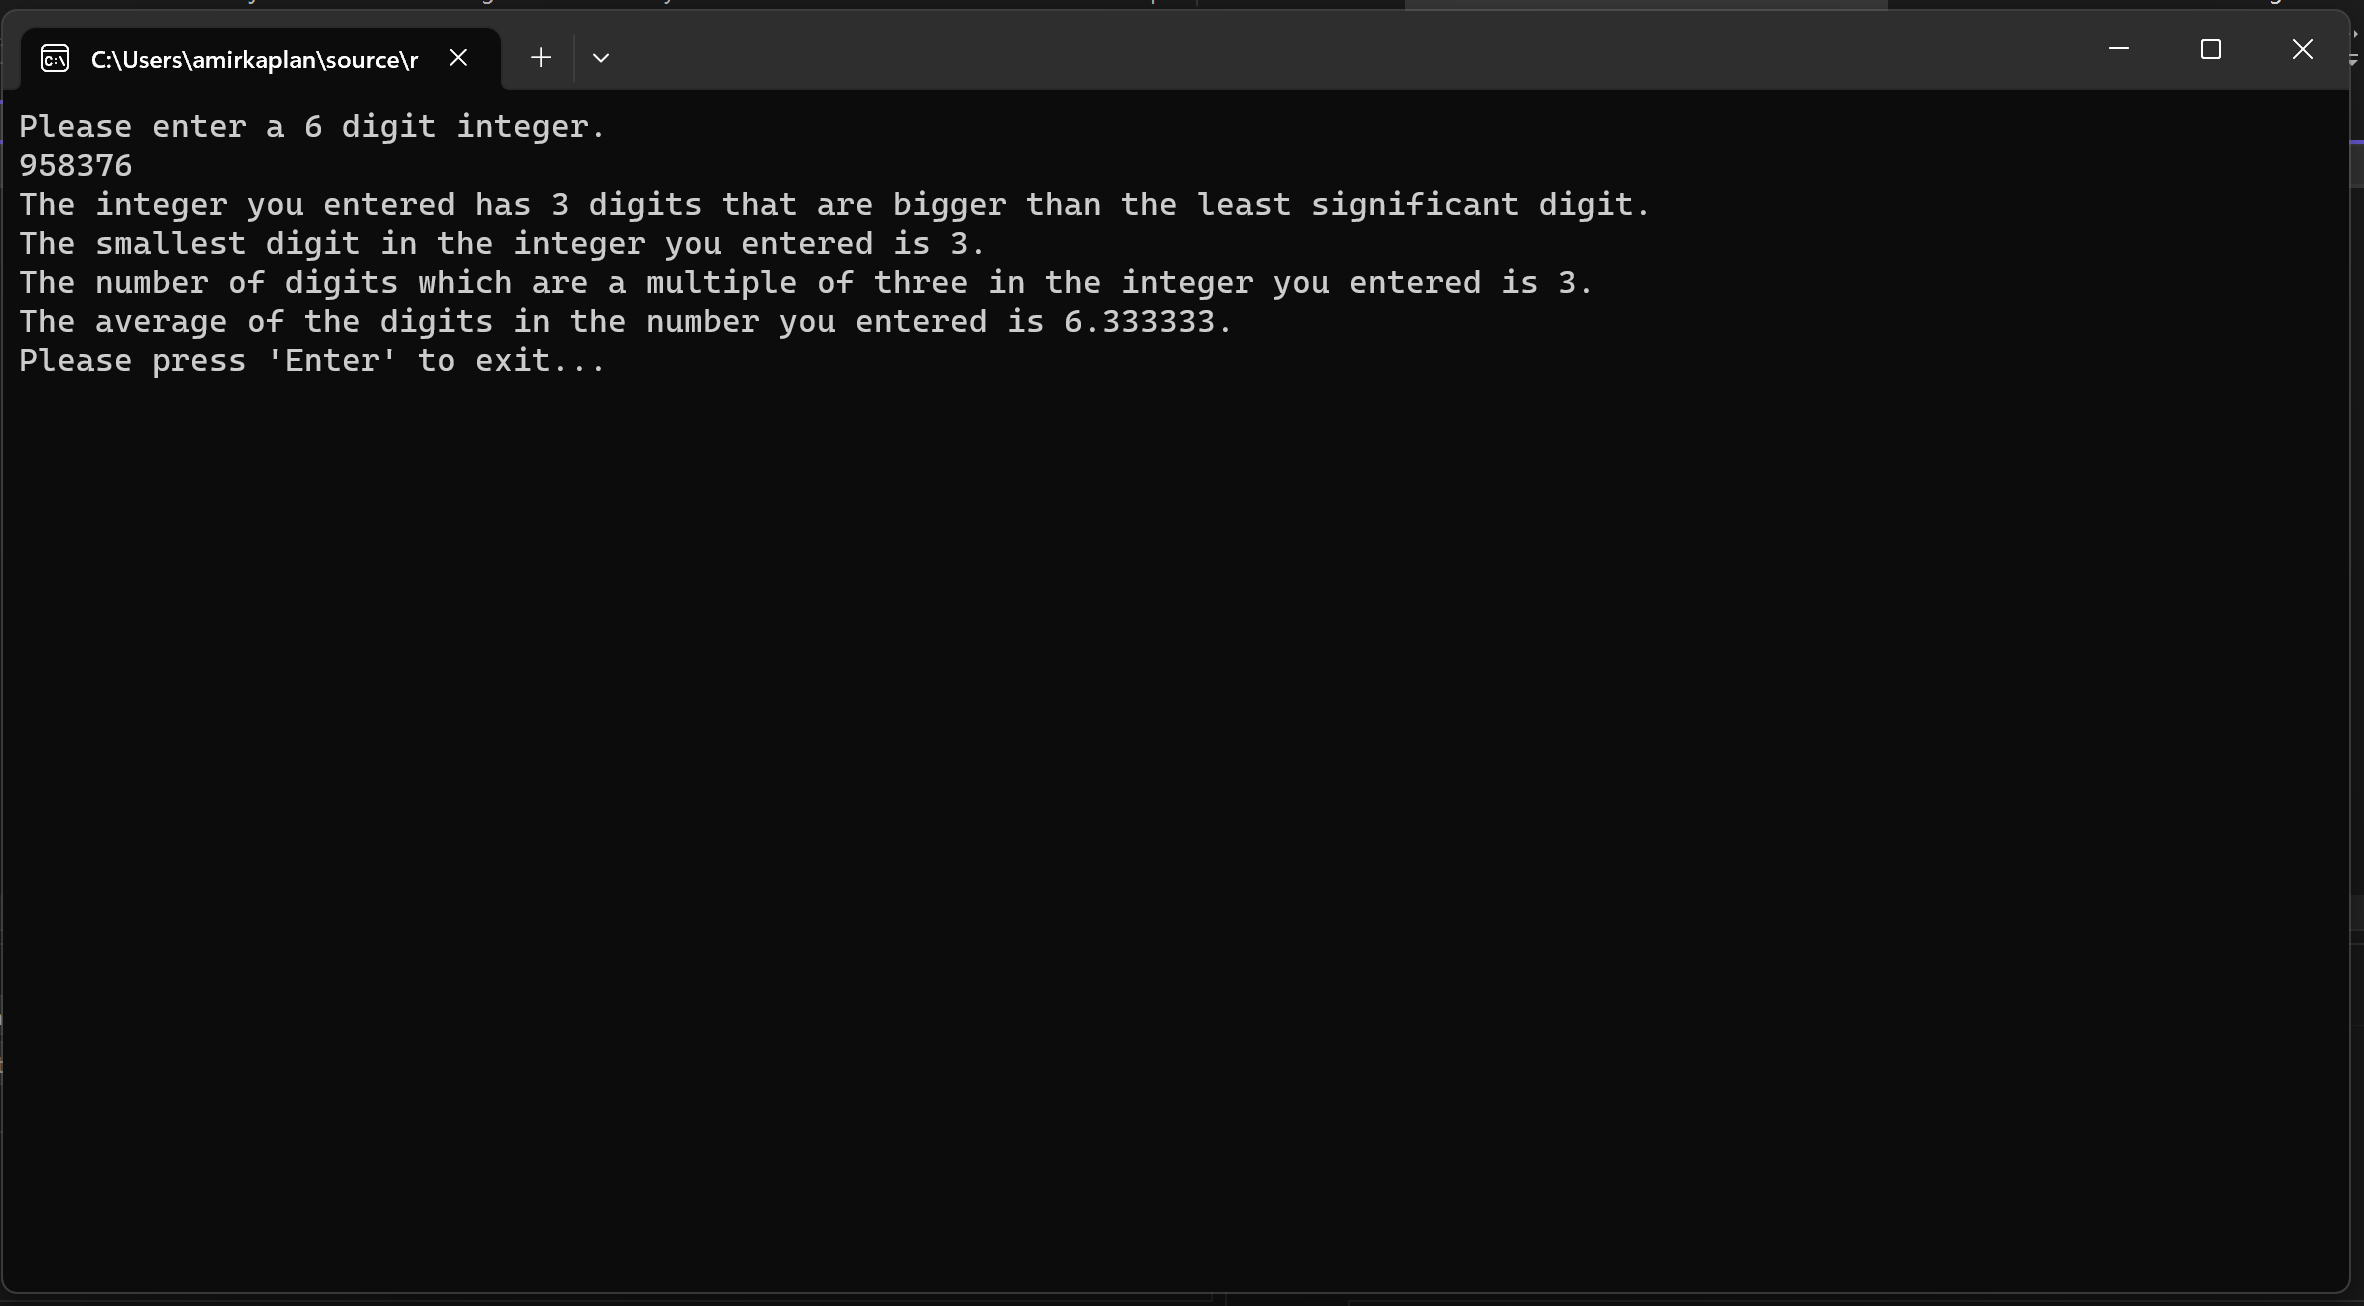 C:\Users\amirkaplan\source\r
Please enter a 6 digit integer.
958376
The integer you entered has 3 digits that are bigger than the least significant digit.
The smallest digit in the integer you entered is 3.
The number of digits which are a multiple of three in the integer you entered is 3.
The average of the digits in the number you entered is 6.333333.
Please press 'Enter' to exit...